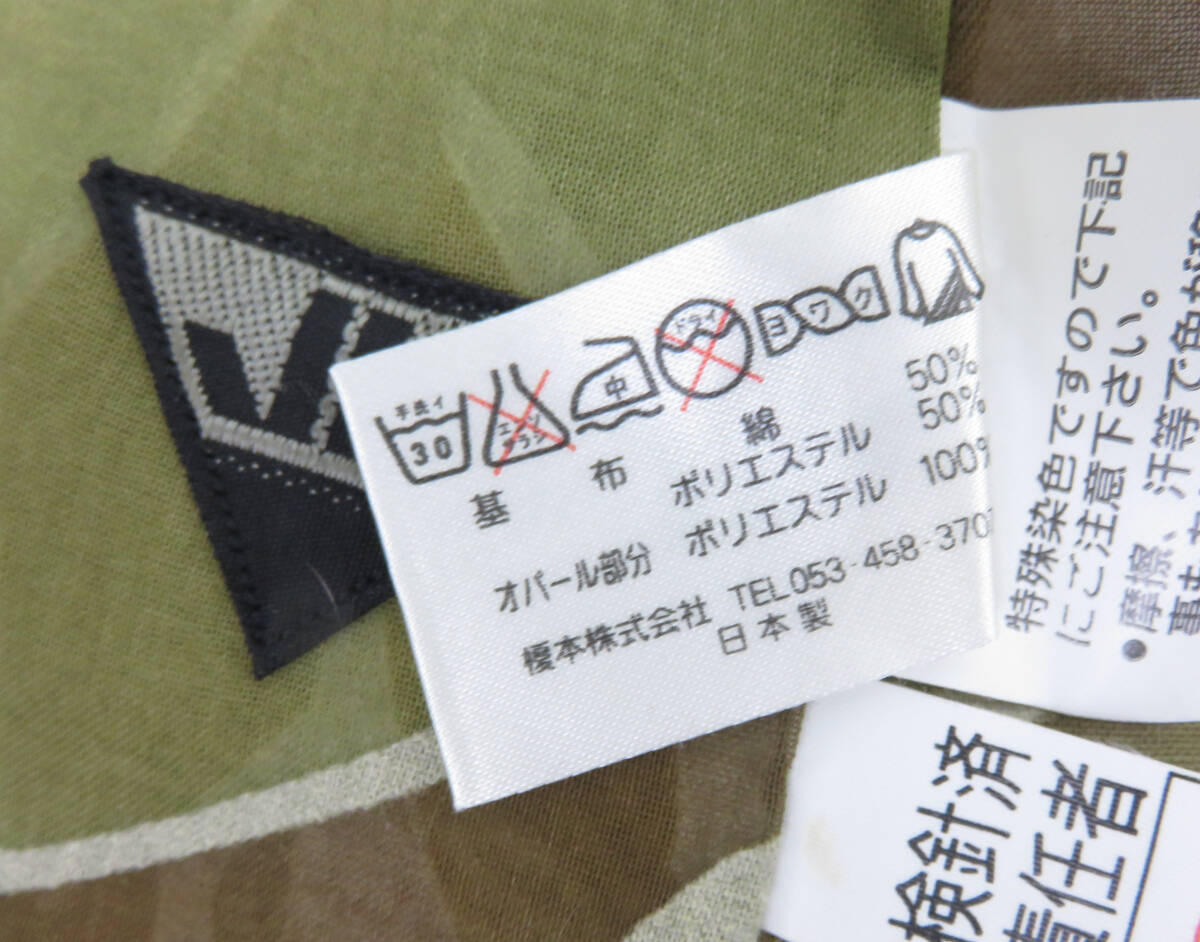 手洗イ
30
エンソ
サラシ
中
ドライ
ヨワク
綿 50%
基 布 ポリエステル 50%
オパール部分 ポリエステル 100%
榎本株式会社 TEL053-458-370
日本製
特殊染色ですので下記
にご注意下さい。
●摩擦、汗等で色が
事も
検針済
責任者